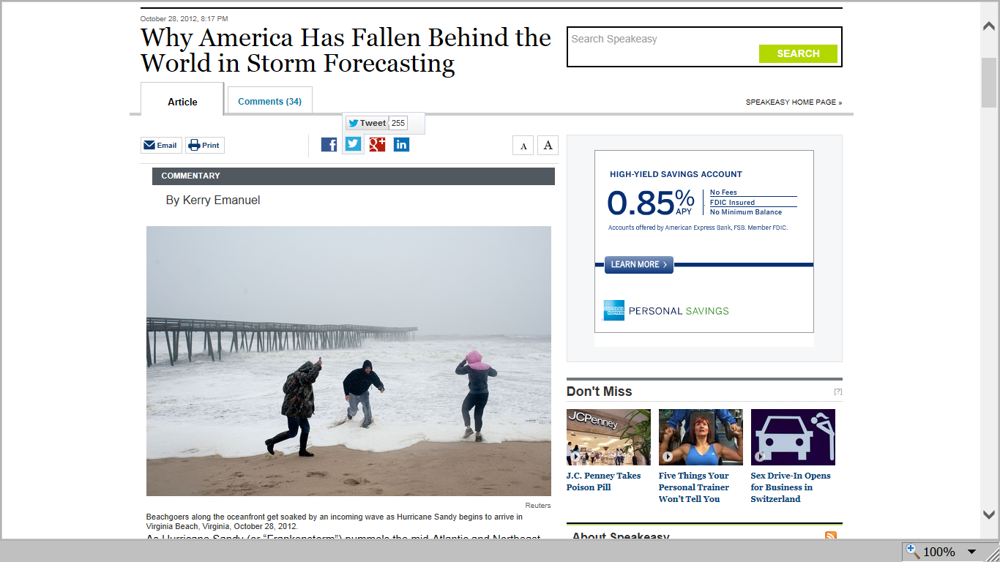 October 28, 2012, 8:17 PM
Why America Has Fallen Behind the
World in Storm Forecasting
Search Speakeasy
SEARCH
Article
Comments (34)
SPEAKEASY HOME PAGE »
Tweet
255
Email
Print
A
A
COMMENTARY
By Kerry Emanuel
Reuters
Beachgoers along the oceanfront get soaked by an incoming wave as Hurricane Sandy begins to arrive in
Virginia Beach, Virginia, October 28, 2012.
As Hurricane Sandy (or “Frankenstorm”) pummels the mid-Atlantic and Northeast
HIGH-YIELD SAVINGS ACCOUNT
0.85%
APY
No Fees
FDIC Insured
No Minimum Balance
Accounts offered by American Express Bank, FSB. Member FDIC.
LEARN MORE >
AMERICAN EXPRESS
PERSONAL SAVINGS
Don't Miss
[?]
JCPenney
J.C. Penney Takes
Poison Pill
Five Things Your
Personal Trainer
Won’t Tell You
Sex Drive-In Opens
for Business in
Switzerland
About Speakeasy
100%